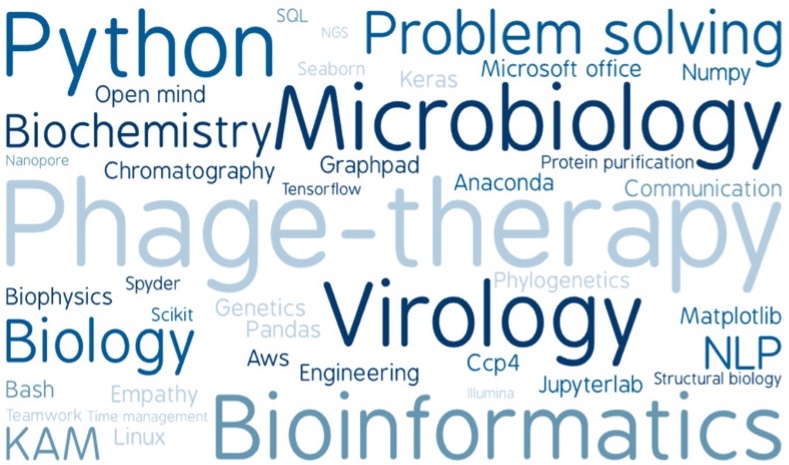 Python SQL Problem solving
NGS
Seaborn Keras Microsoft office Numpy
Open mind
Biochemistry Microbiology
Nanopore Chromatography Graphpad Protein purification
Tensorflow Anaconda Communication
Phage-therapy
Biophysics Spyder Phylogenetics
Scikit Genetics Virology Matplotlib
Biology Pandas NLP
Aws Engineering Ccp4
Bash Empathy Illumina Jupyterlab Structural biology
Teamwork Time management
KAM Linux Bioinformatics